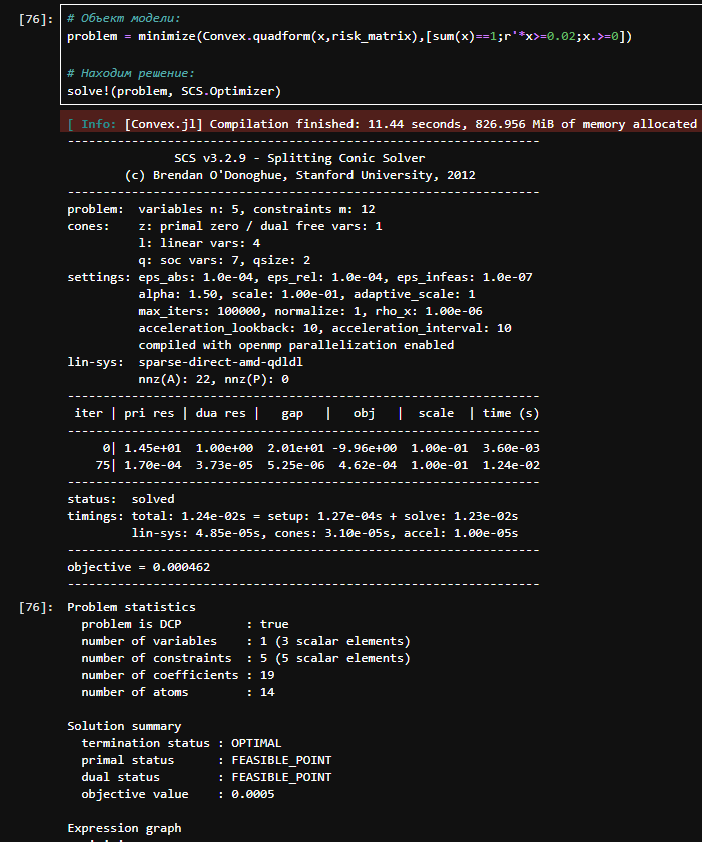 [76]: # Объект модели:
problem = minimize(Convex.quadform(x,risk_matrix),[sum(x)==1;r'*x>=0.02;x.>=0])
# Находим решение:
solve!(problem, SCS.Optimizer)
[ Info: [Convex.jl] Compilation finished: 11.44 seconds, 826.956 MiB of memory allocated
------------------------------------------------------------------
SCS v3.2.9 - Splitting Conic Solver
(c) Brendan O'Donoghue, Stanford University, 2012
------------------------------------------------------------------
problem:  variables n: 5, constraints m: 12
cones:    z: primal zero / dual free vars: 1
l: linear vars: 4
q: soc vars: 7, qsize: 2
settings: eps_abs: 1.0e-04, eps_rel: 1.0e-04, eps_infeas: 1.0e-07
alpha: 1.50, scale: 1.00e-01, adaptive_scale: 1
max_iters: 100000, normalize: 1, rho_x: 1.00e-06
acceleration_lookback: 10, acceleration_interval: 10
compiled with openmp parallelization enabled
lin-sys:  sparse-direct-amd-qdldl
nnz(A): 22, nnz(P): 0
------------------------------------------------------------------
iter | pri res | dua res |   gap   |   obj   |  scale  | time (s)
------------------------------------------------------------------
0| 1.45e+01  1.00e+00  2.01e+01 -9.96e+00  1.00e-01  3.60e-03
75| 1.70e-04  3.73e-05  5.25e-06  4.62e-04  1.00e-01  1.24e-02
------------------------------------------------------------------
status:  solved
timings: total: 1.24e-02s = setup: 1.27e-04s + solve: 1.23e-02s
lin-sys: 4.85e-05s, cones: 3.10e-05s, accel: 1.00e-05s
------------------------------------------------------------------
objective = 0.000462
------------------------------------------------------------------
[76]: Problem statistics
problem is DCP         : true
number of variables    : 1 (3 scalar elements)
number of constraints  : 5 (5 scalar elements)
number of coefficients : 19
number of atoms        : 14
Solution summary
termination status : OPTIMAL
primal status      : FEASIBLE_POINT
dual status        : FEASIBLE_POINT
objective value    : 0.0005
Expression graph